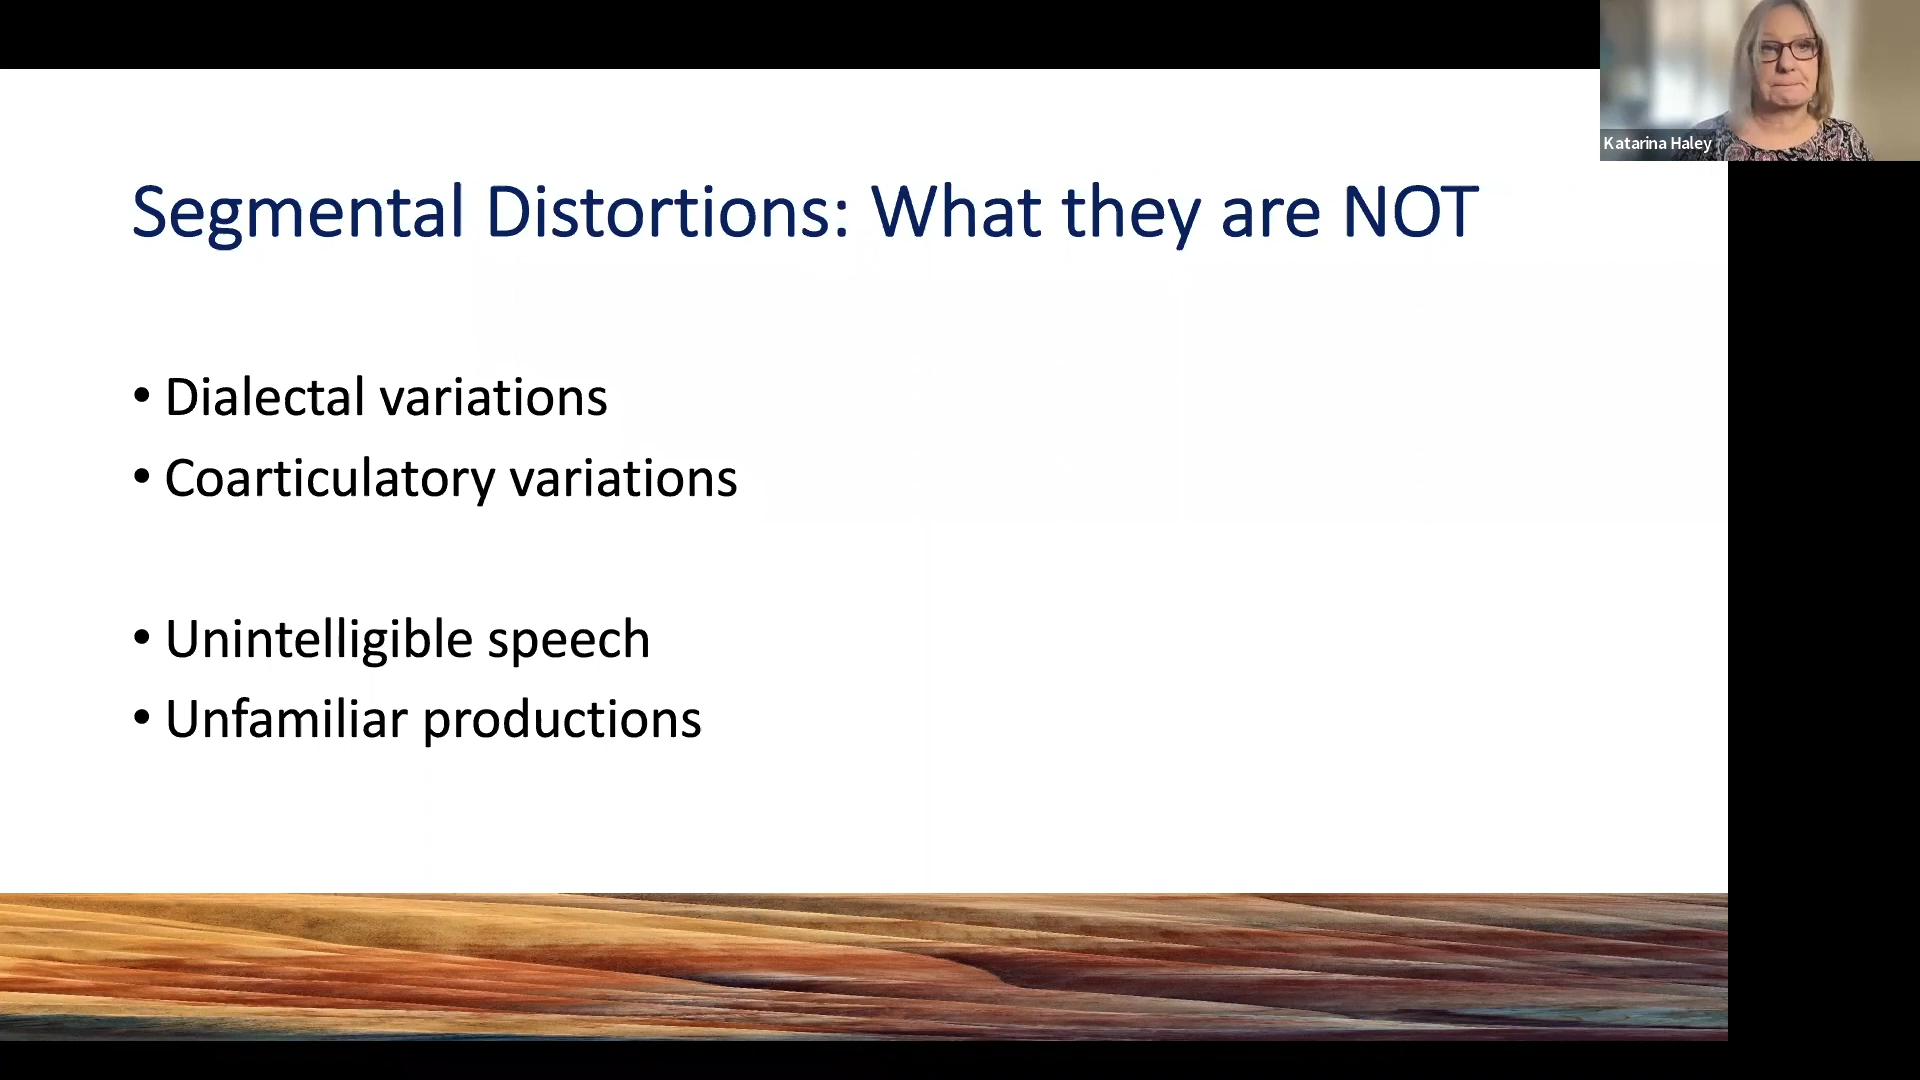 Katarina Haley
Segmental Distortions: What they are NOT
• Dialectal variations
• Coarticulatory variations
• Unintelligible speech
• Unfamiliar productions